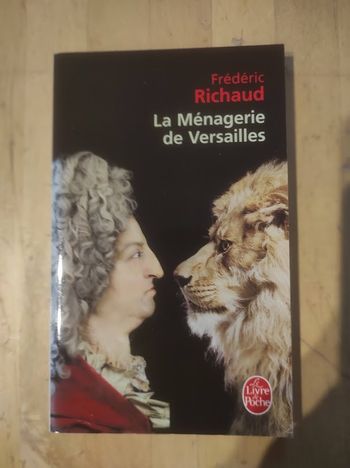 Frédéric
Richaud
La Ménagerie
de Versailles
Le
Livre
de
Poche